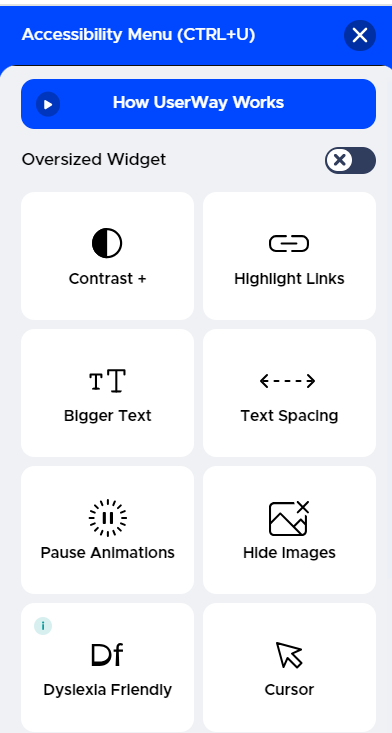 Accessibility Menu (CTRL+U)
How UserWay Works
Oversized Widget
Contrast +
Highlight Links
Bigger Text
Text Spacing
Pause Animations
Hide Images
Dyslexia Friendly
Cursor